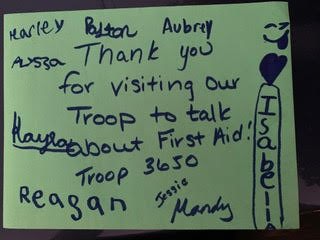 Harley Payton Aubrey
Alyssa
Thank you
for visiting our
Troop to talk
Kayla
about First Aid!
Troop 3650
Reagan
Jessie
Mandy
Isabell